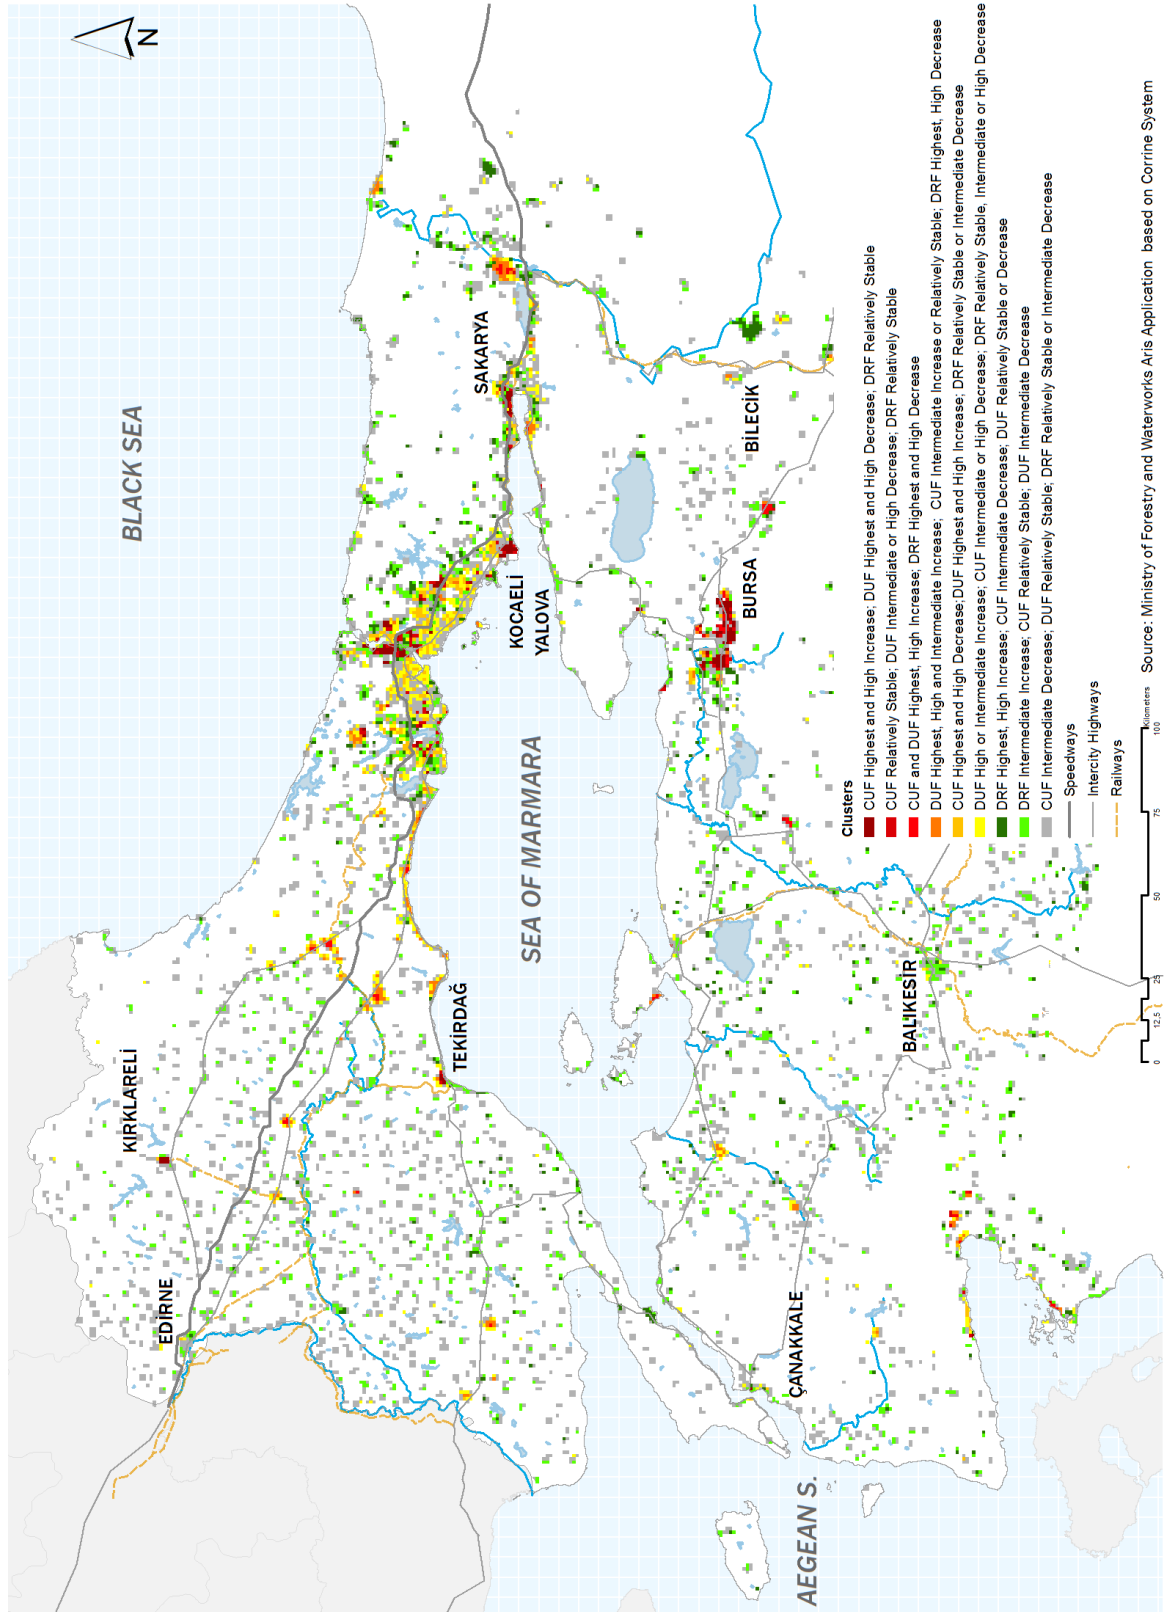 N
BLACK SEA
KIRKLARELİ
EDİRNE
TEKİRDAĞ
SAKARYA
KOCAELİ
YALOVA
SEA OF MARMARA
BURSA
BİLECİK
BALIKESİR
ÇANAKKALE
AEGEAN S.
Clusters
CUF Highest and High Increase; DUF Highest and High Decrease; DRF Relatively Stable
CUF Relatively Stable; DUF Intermediate or High Decrease; DRF Relatively Stable
CUF and DUF Highest, High Increase; DRF Highest and High Decrease
DUF Highest, High and Intermediate Increase; CUF Intermediate Increase or Relatively Stable; DRF Highest, High Decrease
CUF Highest and High Decrease;DUF Highest and High Increase; DRF Relatively Stable or Intermediate Decrease
DUF High or Intermediate Increase; CUF Intermediate or High Decrease; DRF Relatively Stable, Intermediate or High Decrease
DRF Highest, High Increase; CUF Intermediate Decrease; DUF Relatively Stable or Decrease
DRF Intermediate Increase; CUF Relatively Stable; DUF Intermediate Decrease
CUF Intermediate Decrease; DUF Relatively Stable; DRF Relatively Stable or Intermediate Decrease
Speedways
Intercity Highways
Railways
0 12,5 25 50 75 100
Kilometers
Source: Ministry of Forestry and Waterworks Aris Application based on Corrine System